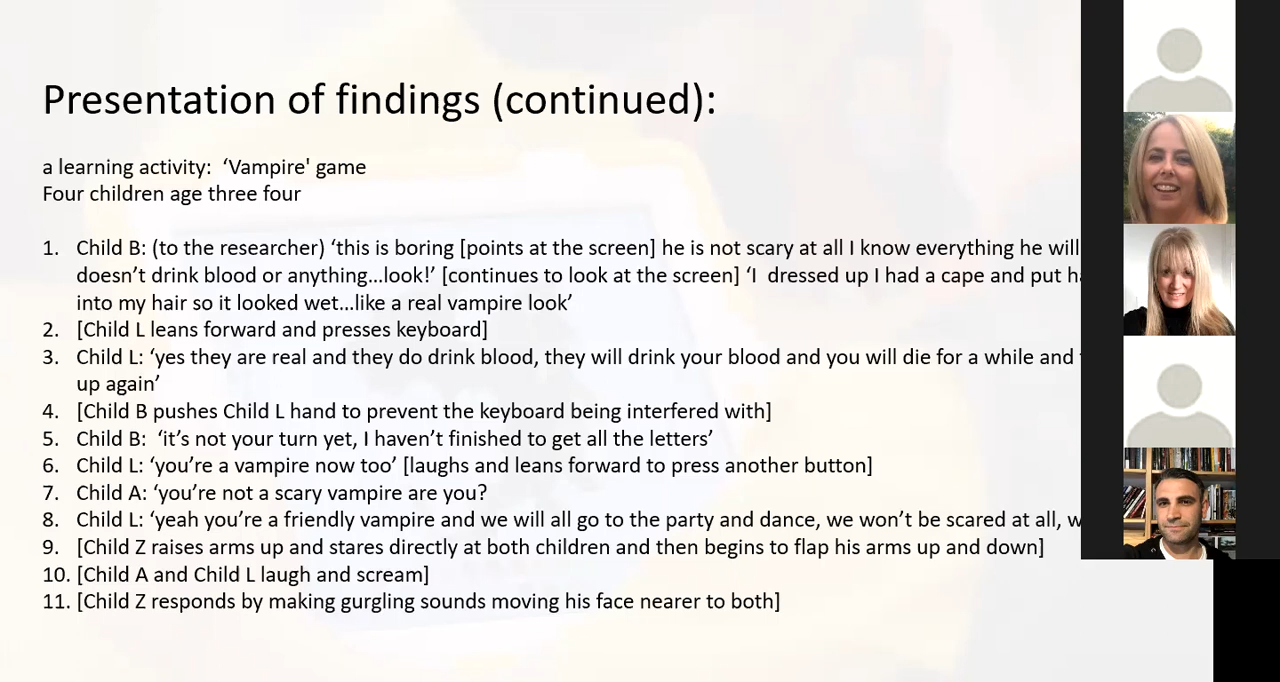 Presentation of findings (continued):
a learning activity:  ‘Vampire' game
Four children age three four
1. Child B: (to the researcher) ‘this is boring [points at the screen] he is not scary at all I know everything he will
doesn’t drink blood or anything…look!’ [continues to look at the screen] ‘I  dressed up I had a cape and put
into my hair so it looked wet…like a real vampire look’
2. [Child L leans forward and presses keyboard]
3. Child L: ‘yes they are real and they do drink blood, they will drink your blood and you will die for a while and
up again’
4. [Child B pushes Child L hand to prevent the keyboard being interfered with]
5. Child B:  ‘it’s not your turn yet, I haven’t finished to get all the letters’
6. Child L: ‘you’re a vampire now too’ [laughs and leans forward to press another button]
7. Child A: ‘you’re not a scary vampire are you?
8. Child L: ‘yeah you’re a friendly vampire and we will all go to the party and dance, we won’t be scared at all,
9. [Child Z raises arms up and stares directly at both children and then begins to flap his arms up and down]
10. [Child A and Child L laugh and scream]
11. [Child Z responds by making gurgling sounds moving his face nearer to both]